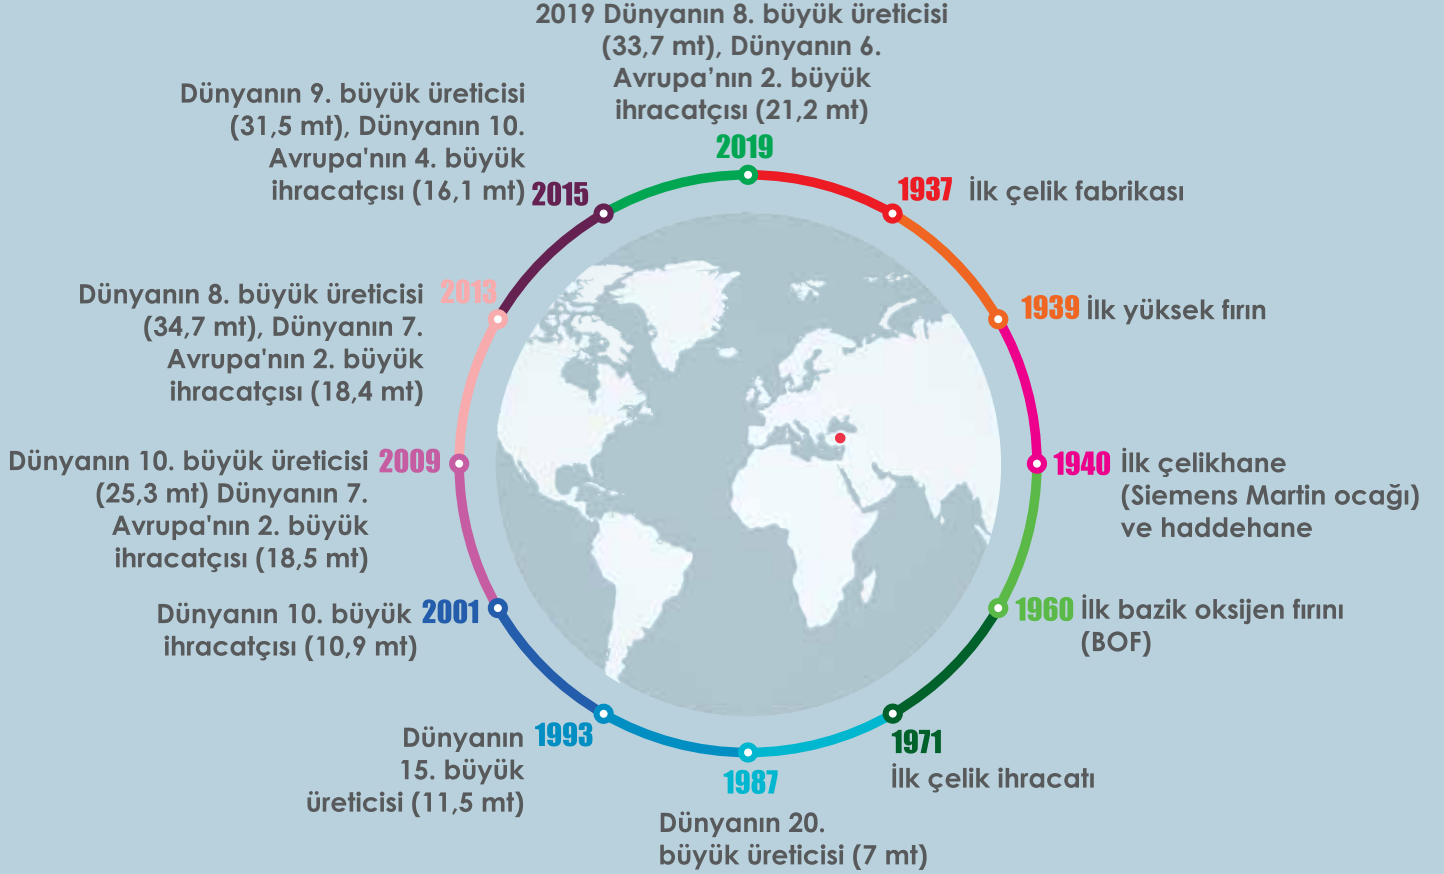 2019 Dünyanın 8. büyük üreticisi
(33,7 mt), Dünyanın 6.
Avrupa’nın 2. büyük
ihracatçısı (21,2 mt)
2019
1937 İlk çelik fabrikası
1939 İlk yüksek fırın
1940 İlk çelikhane
(Siemens Martin ocağı)
ve haddehane
1960 İlk bazik oksijen fırını
(BOF)
1971
İlk çelik ihracatı
1987
Dünyanın 20.
büyük üreticisi (7 mt)
Dünyanın 1993
15. büyük
üreticisi (11,5 mt)
Dünyanın 10. büyük 2001
ihracatçısı (10,9 mt)
Dünyanın 10. büyük üreticisi 2009
(25,3 mt) Dünyanın 7.
Avrupa'nın 2. büyük
ihracatçısı (18,5 mt)
Dünyanın 8. büyük üreticisi 2013
(34,7 mt), Dünyanın 7.
Avrupa'nın 2. büyük
ihracatçısı (18,4 mt)
Dünyanın 9. büyük üreticisi
(31,5 mt), Dünyanın 10.
Avrupa'nın 4. büyük
ihracatçısı (16,1 mt) 2015